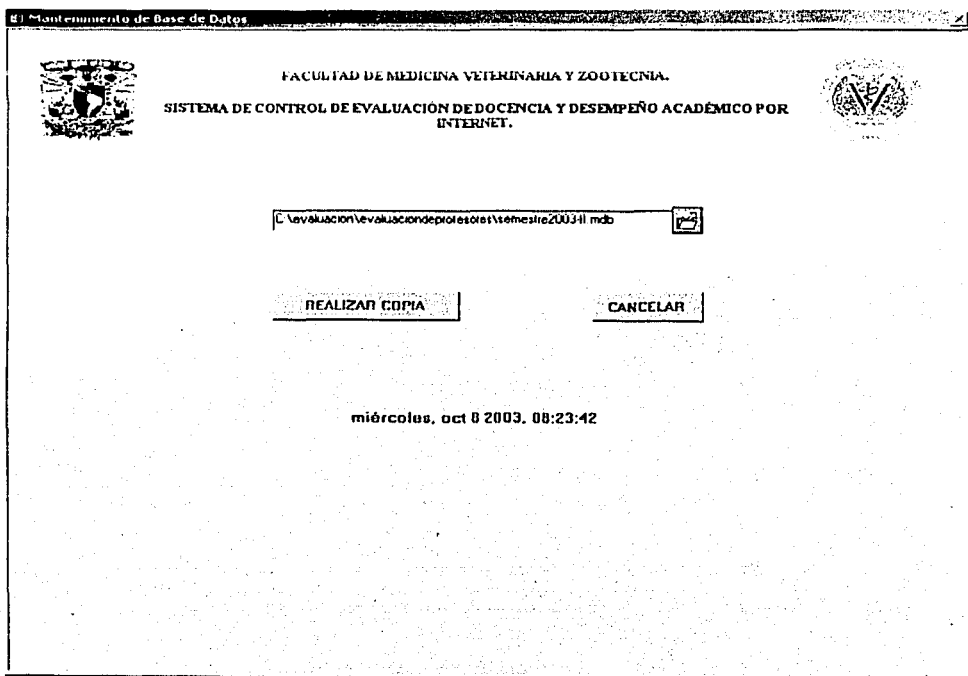 Mantenimiento de Base de Datos
FACULTAD DE MEDICINA VETERINARIA Y ZOOTECNIA.
SISTEMA DE CONTROL DE EVALUACIÓN DE DOCENCIA Y DESEMPEÑO ACADÉMICO POR
INTERNET.
C:\evaluacion\evaluaciondeprofesores\semestre2003-II.mdb
REALIZAR COPIA
CANCELAR
miércoles, oct 8 2003, 08:23:42